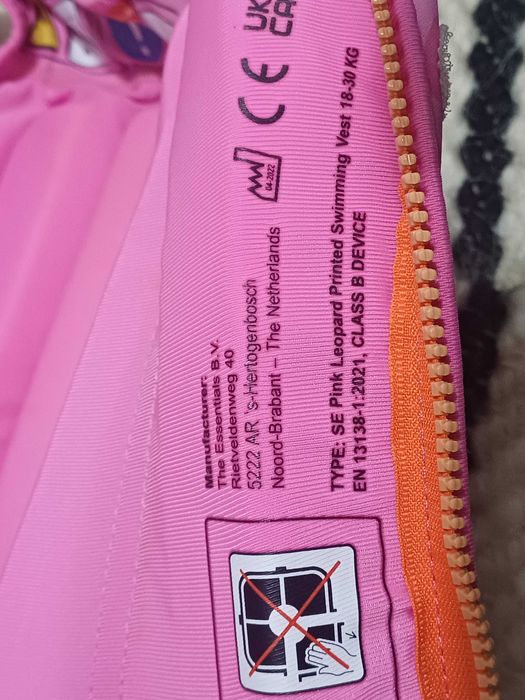 UK
CA
CE
04-2022
Manufacturer:
The Essentials B.V.
Rietveldenweg 40
5222 AR 's-Hertogenbosch
Noord-Brabant – The Netherlands
TYPE: SE Pink Leopard Printed Swimming Vest 18-30 KG
EN 13138-1:2021, CLASS B DEVICE